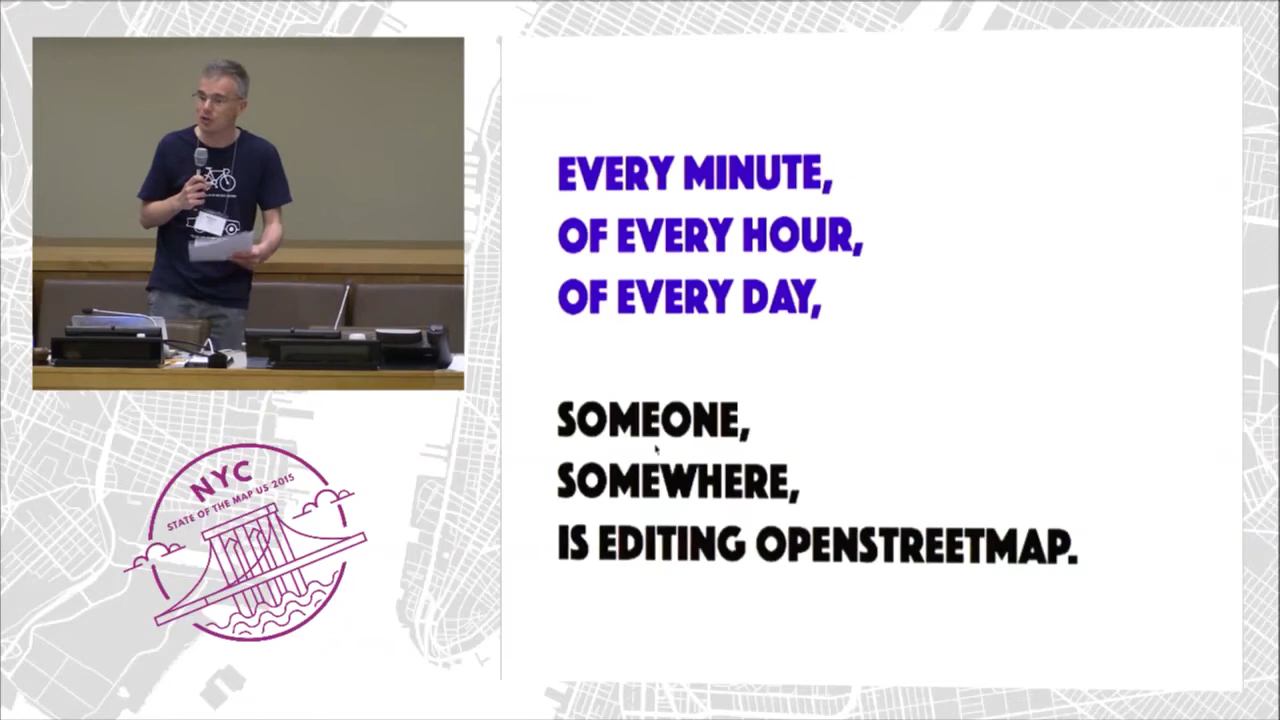 NYC
STATE OF THE MAP US 2015
EVERY MINUTE,
OF EVERY HOUR,
OF EVERY DAY,
SOMEONE,
SOMEWHERE,
IS EDITING OPENSTREETMAP.